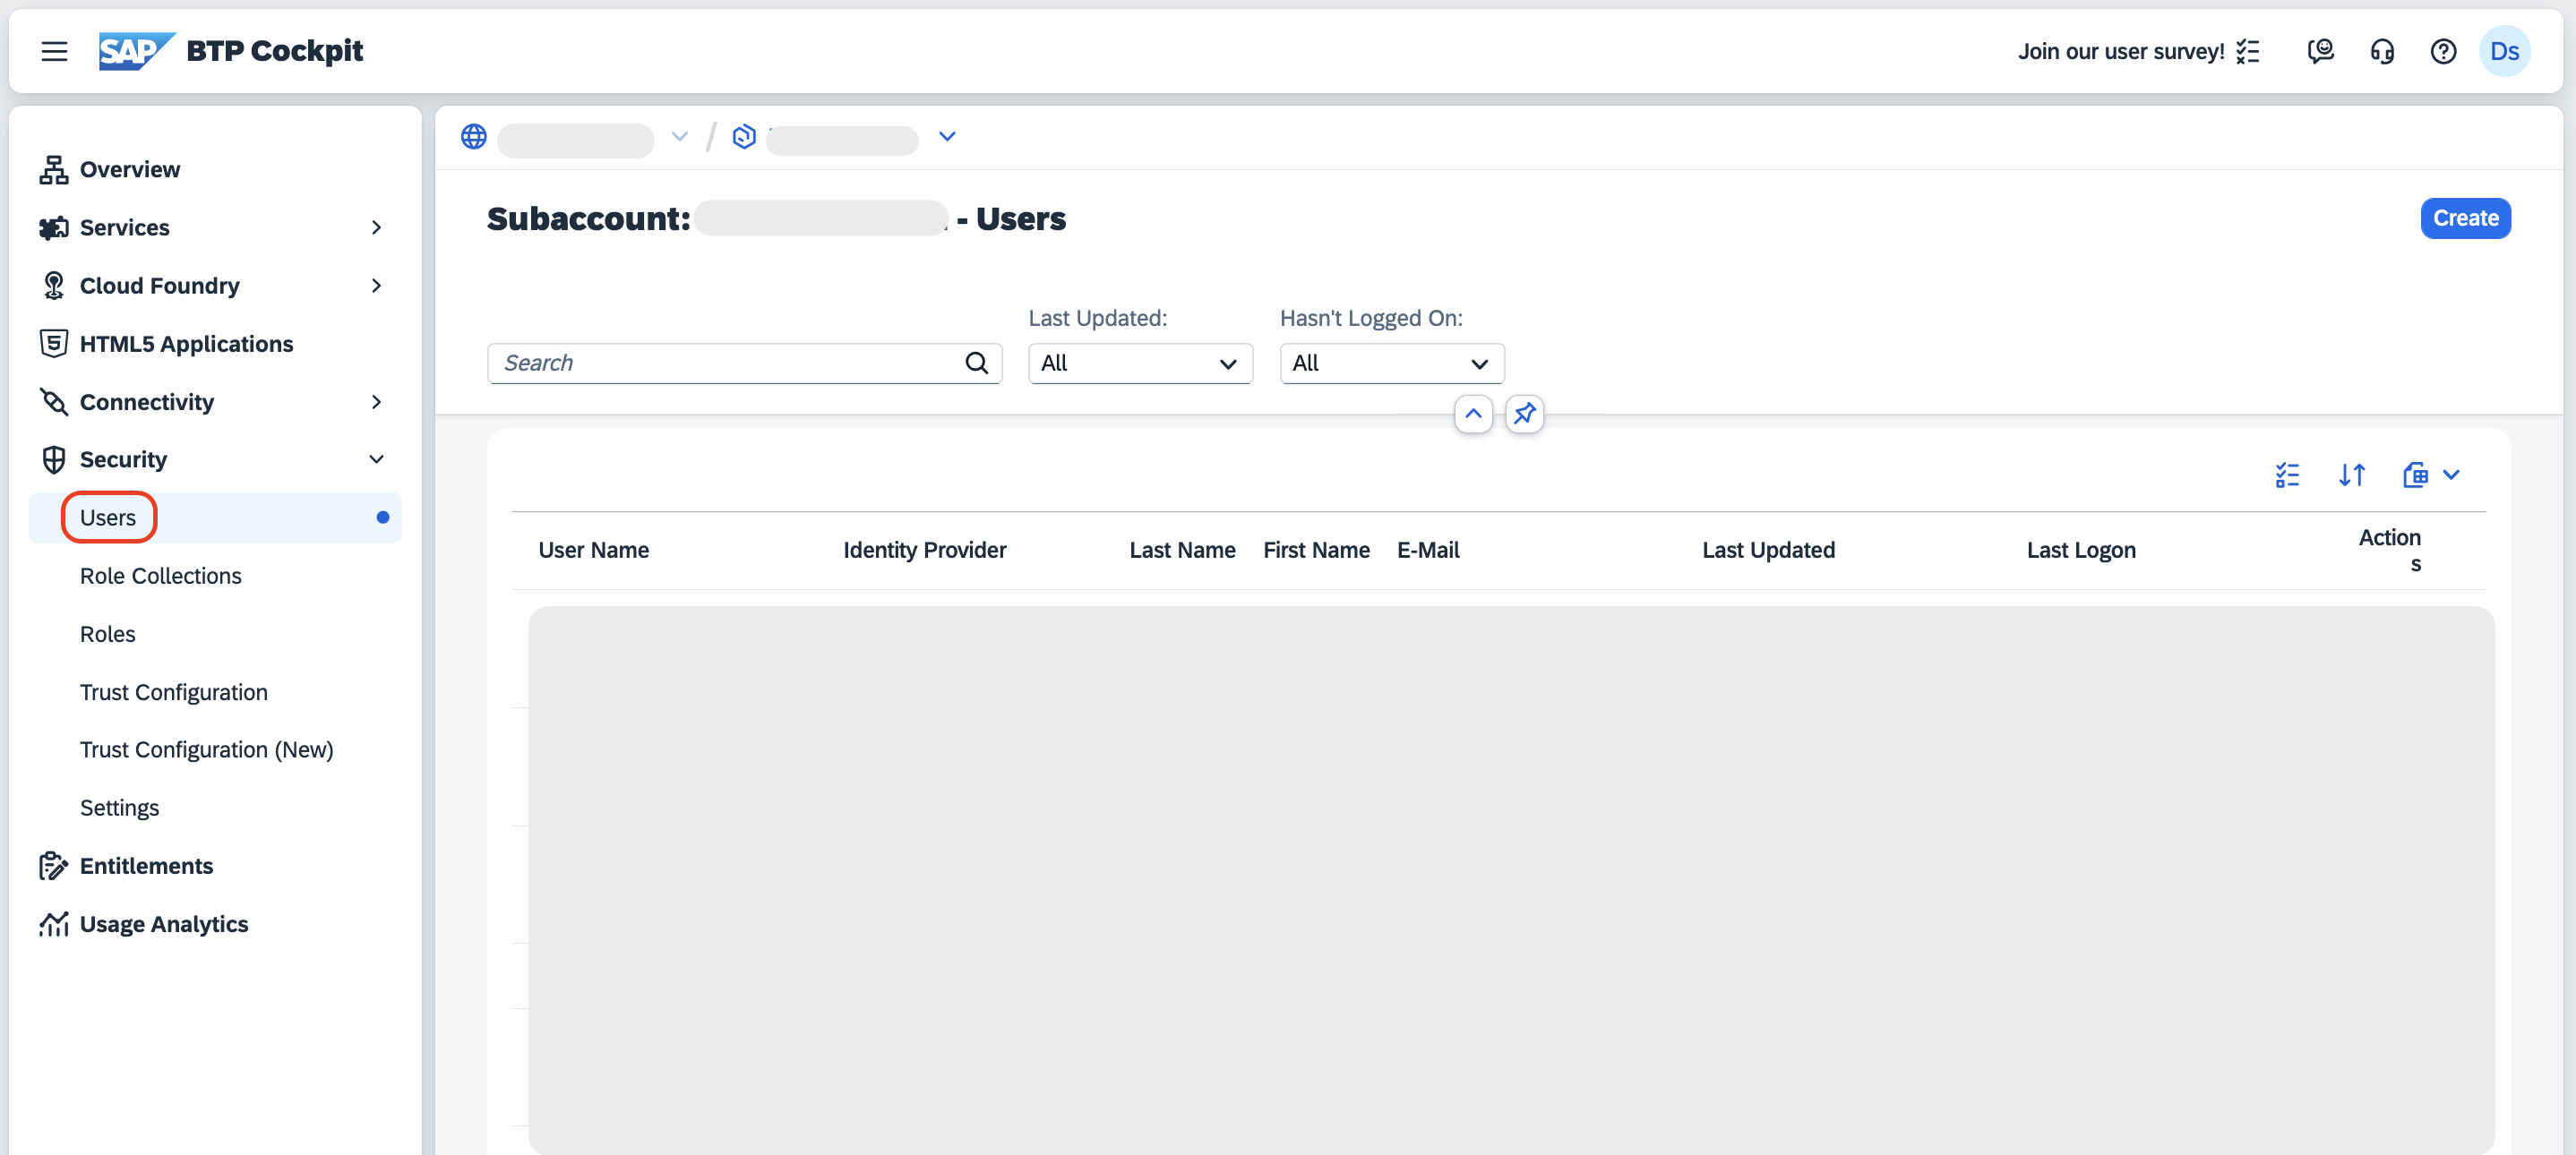 SAP BTP Cockpit
Join our user survey!
Ds
Overview
Services
Cloud Foundry
HTML5 Applications
Connectivity
Security
Users
Role Collections
Roles
Trust Configuration
Trust Configuration (New)
Settings
Entitlements
Usage Analytics
/
Subaccount: - Users
Create
Last Updated:
Hasn't Logged On:
Search
All
All
User Name
Identity Provider
Last Name
First Name
E-Mail
Last Updated
Last Logon
Action
s